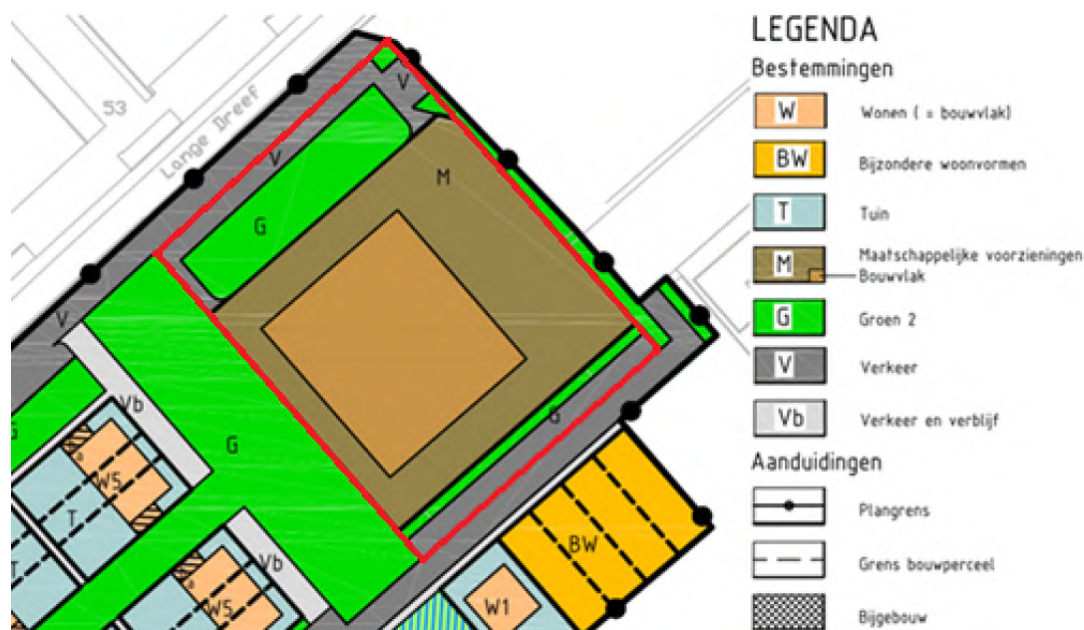 LEGENDA
Bestemmingen
W Wonen ( = bouwvlak)
BW Bijzondere woonvormen
T Tuin
M Maatschappelijke voorzieningen
Bouwvlak
G Groen 2
V Verkeer
Vb Verkeer en verblijf
Aanduidingen
Plangrens
Grens bouwperceel
Bijgebouw
53
Lange Dreef
V
V
M
G
V
Vb
G
G
G
W5
T
T
Vb
W5
BW
W1